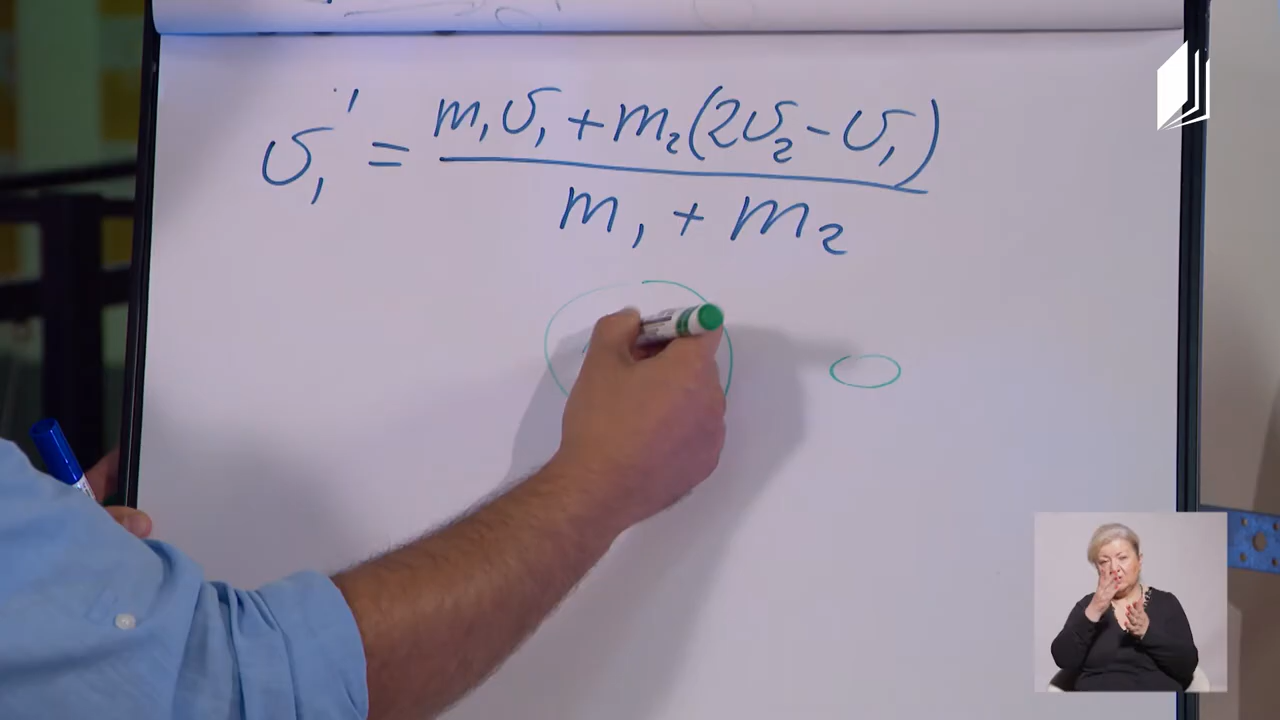 υ₁' = (m₁υ₁ + m₂(2υ₂ - υ₁)) / (m₁ + m₂)